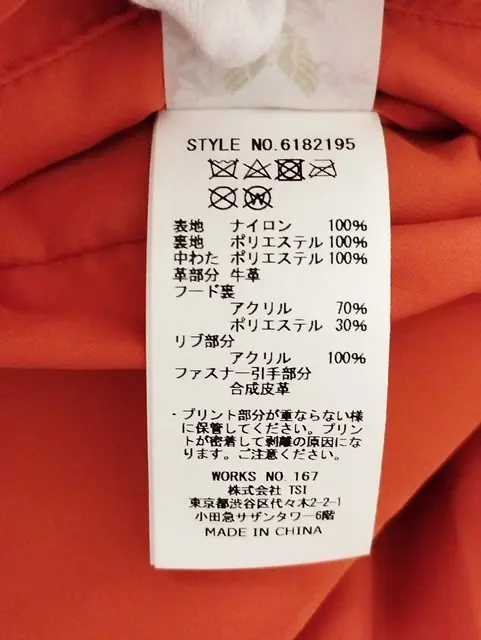 STYLE NO.6182195
W
表地 ナイロン 100%
裏地 ポリエステル 100%
中わた ポリエステル 100%
革部分 牛革
フード裏
アクリル 70%
ポリエステル 30%
リブ部分
アクリル 100%
ファスナー引手部分
合成皮革
・プリント部分が重ならない様
に保管してください。プリン
トが密着して剥離の原因にな
ります。ご注意ください。
WORKS NO. 167
株式会社 TSI
東京都渋谷区代々木2-2-1
小田急サザンタワー6階
MADE IN CHINA